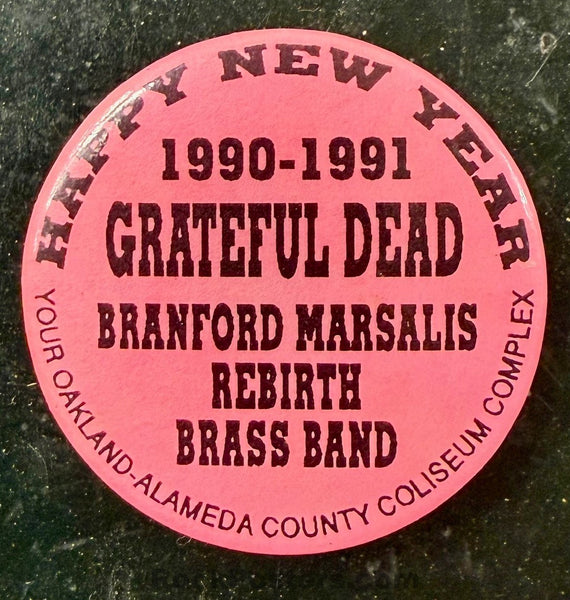 HAPPY NEW YEAR
1990-1991
GRATEFUL DEAD
BRANFORD MARSALIS
REBIRTH
BRASS BAND
YOUR OAKLAND-ALAMEDA COUNTY COLISEUM COMPLEX